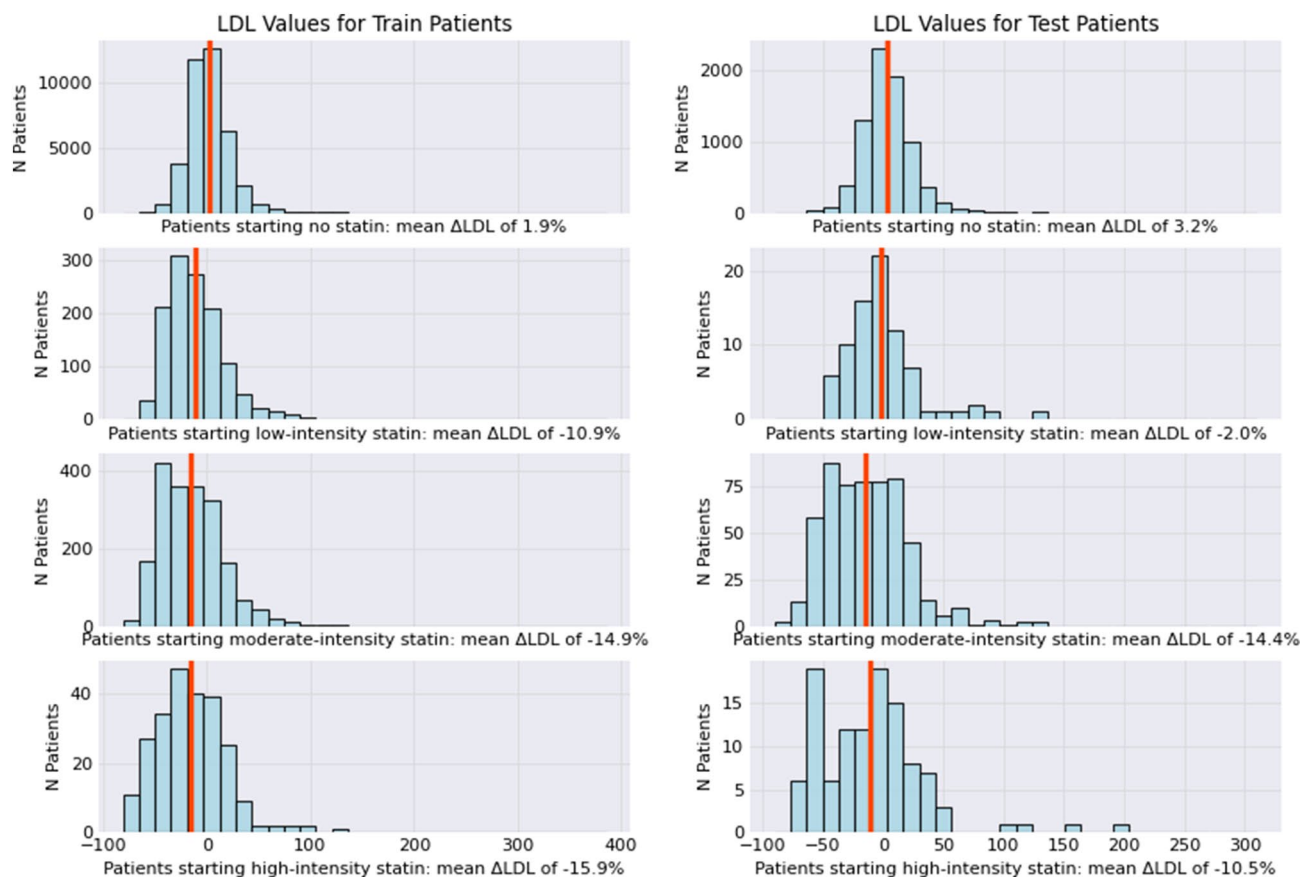 LDL Values for Train Patients
LDL Values for Test Patients
N Patients
10000
5000
0
Patients starting no statin: mean ΔLDL of 1.9%
N Patients
2000
1000
0
Patients starting no statin: mean ΔLDL of 3.2%
N Patients
300
200
100
0
Patients starting low-intensity statin: mean ΔLDL of -10.9%
N Patients
20
10
0
Patients starting low-intensity statin: mean ΔLDL of -2.0%
N Patients
400
200
0
Patients starting moderate-intensity statin: mean ΔLDL of -14.9%
N Patients
75
50
25
0
Patients starting moderate-intensity statin: mean ΔLDL of -14.4%
N Patients
40
20
0
−100 0 100 200 300 400
Patients starting high-intensity statin: mean ΔLDL of -15.9%
N Patients
15
10
5
0
−100 −50 0 50 100 150 200 250 300
Patients starting high-intensity statin: mean ΔLDL of -10.5%